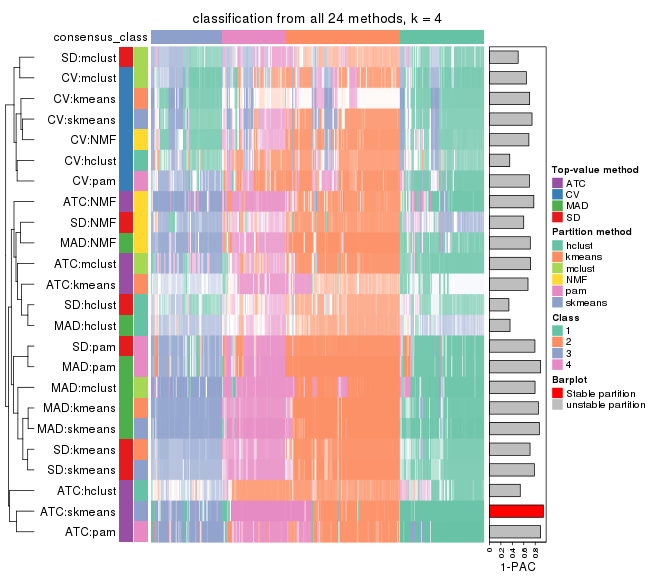 classification from all 24 methods, k = 4
consensus_class
SD:mclust
CV:mclust
CV:kmeans
CV:skmeans
CV:NMF
CV:hclust
CV:pam
ATC:NMF
SD:NMF
MAD:NMF
ATC:mclust
ATC:kmeans
SD:hclust
MAD:hclust
SD:pam
MAD:pam
MAD:mclust
MAD:kmeans
MAD:skmeans
SD:kmeans
SD:skmeans
ATC:hclust
ATC:skmeans
ATC:pam
0 0.2 0.4 0.6 0.8
1-PAC
Top-value method
ATC
CV
MAD
SD
Partition method
hclust
kmeans
mclust
NMF
pam
skmeans
Class
1
2
3
4
Barplot
Stable partition
unstable partition